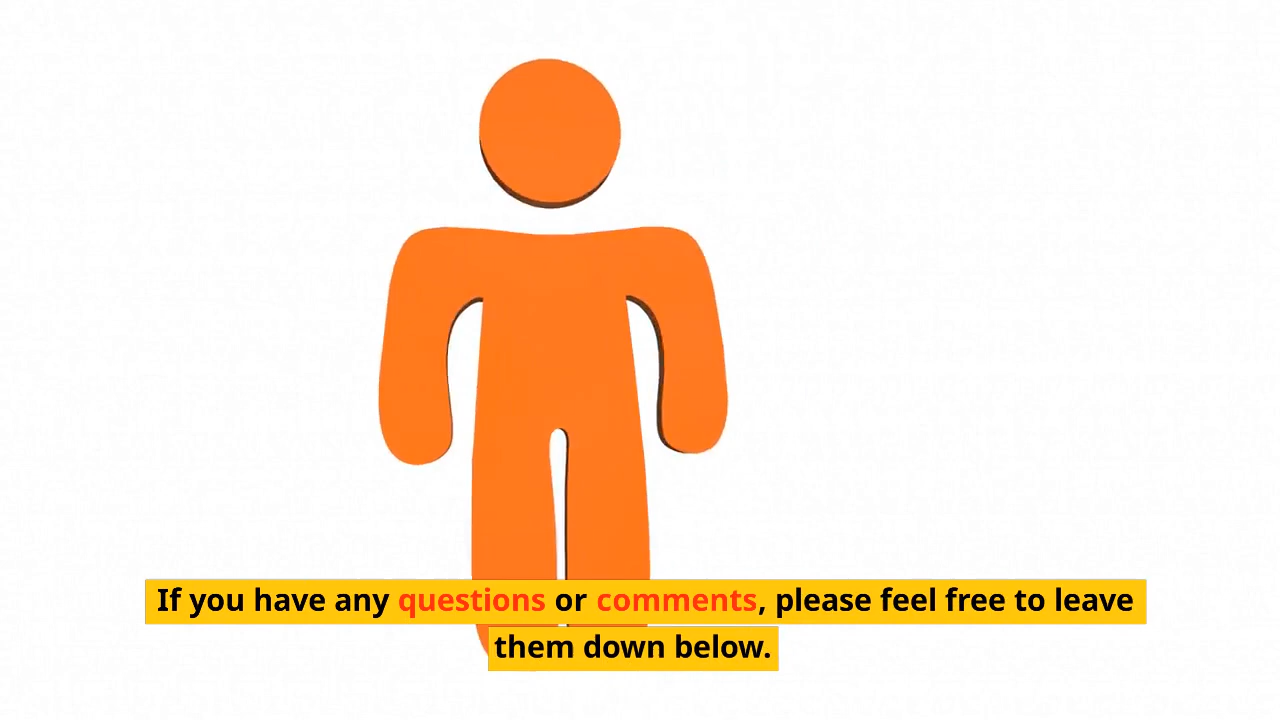 If you have any questions or comments, please feel free to leave
them down below.